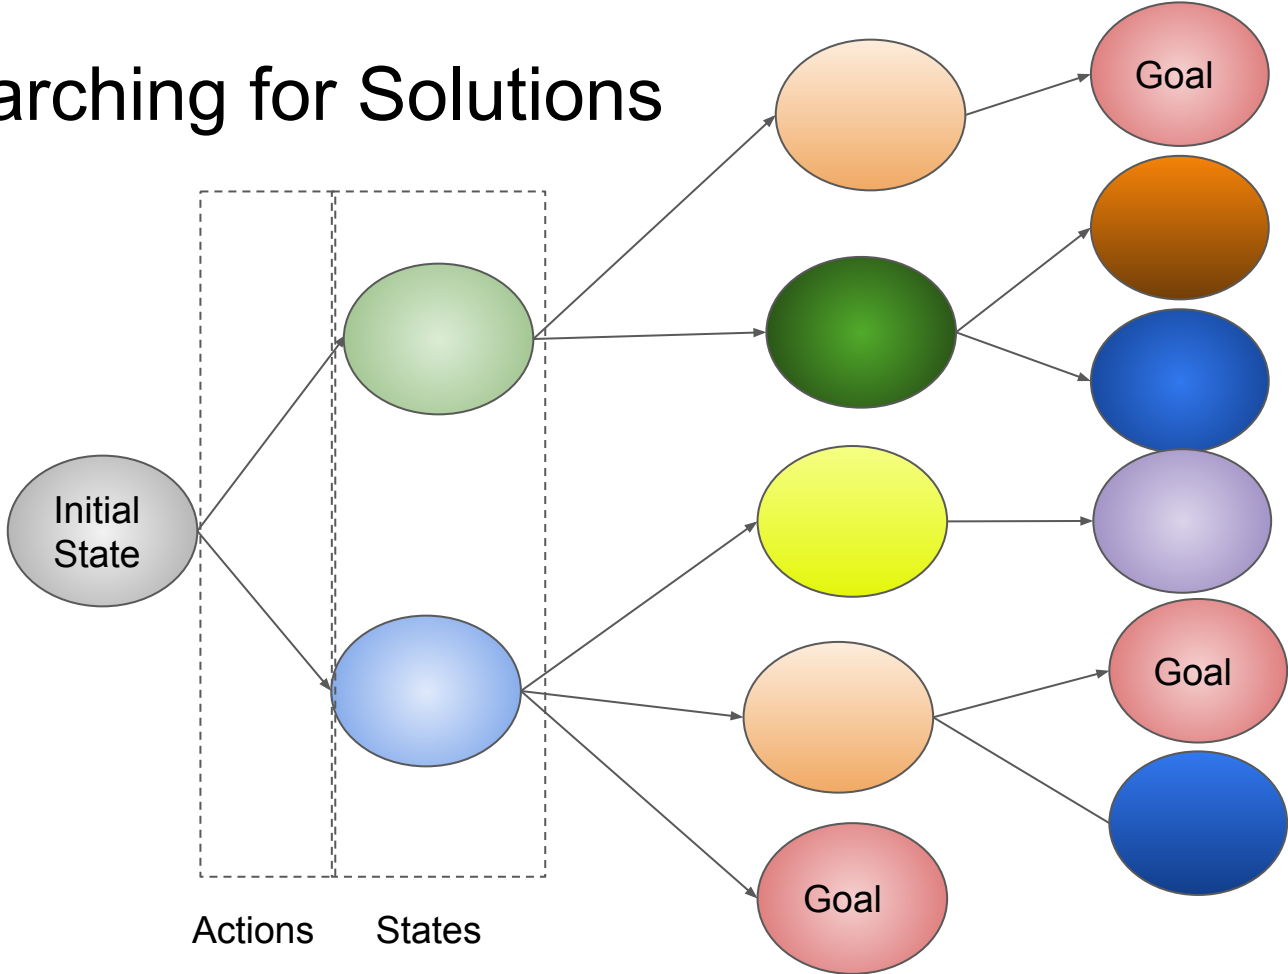 arching for Solutions
Goal
Initial
State
Goal
Goal
Actions States